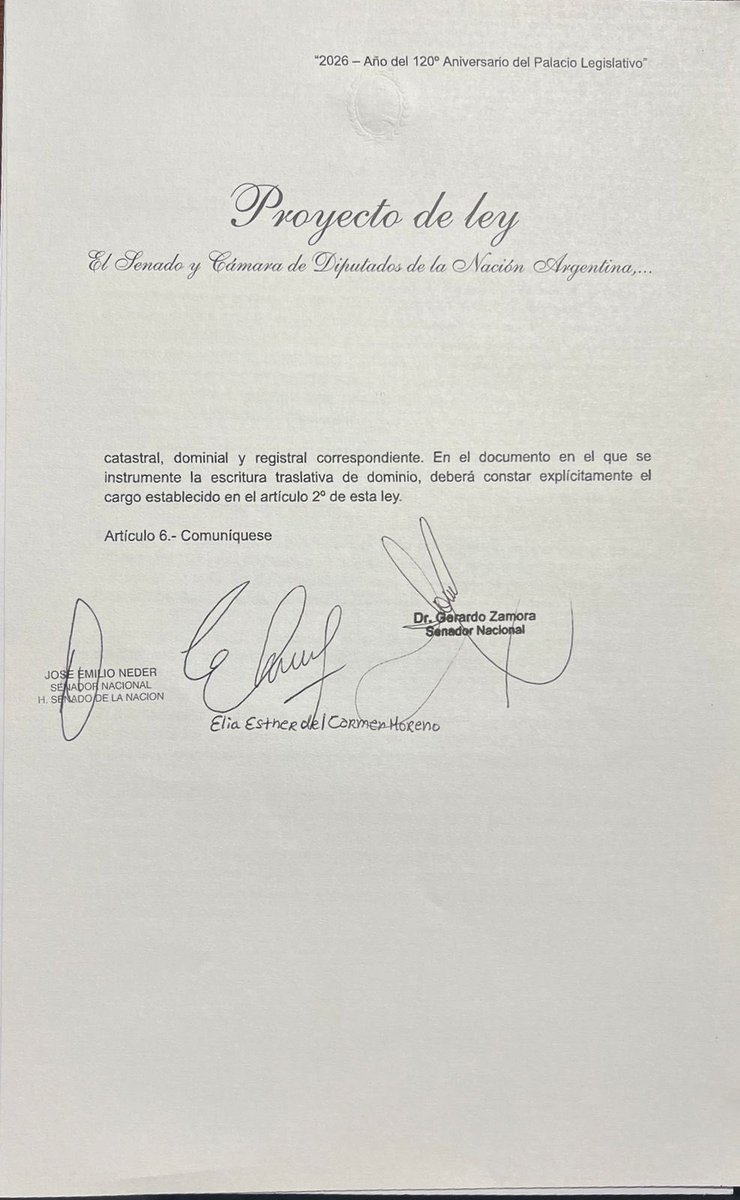 "2026 – Año del 120º Aniversario del Palacio Legislativo"
Proyecto de ley
El Senado y Cámara de Diputados de la Nación Argentina,...
catastral, dominial y registral correspondiente. En el documento en el que se
instrumente la escritura traslativa de dominio, deberá constar explícitamente el
cargo establecido en el artículo 2º de esta ley.
Artículo 6.- Comuníquese
Dr. Gerardo Zamora
Senador Nacional
JOSE EMILIO NEDER
SENADOR NACIONAL
H. SENADO DE LA NACION
Elia Esther del Carmen Moreno